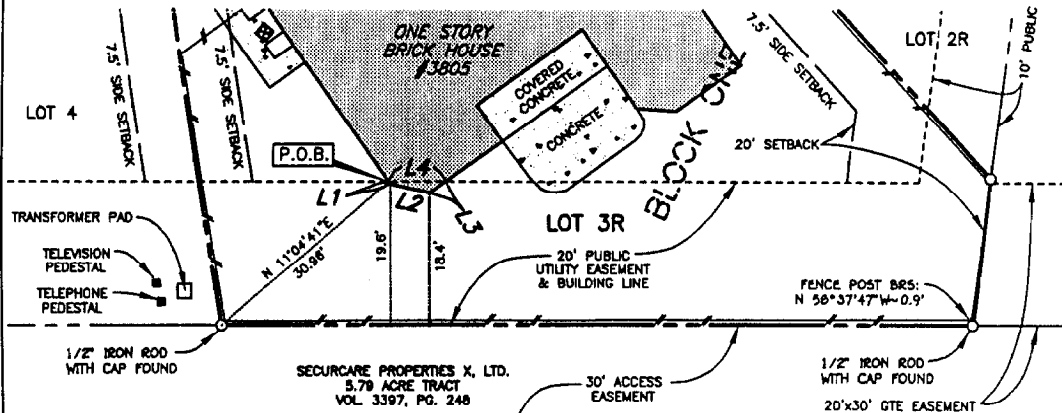 ONE STORY
BRICK HOUSE
#3805
7.5' SIDE SETBACK
7.5' SIDE SETBACK
7.5' SIDE SETBACK
LOT 2R
10' PUBLIC
LOT 4
COVERED
CONCRETE
CONCRETE
BLOCK ONE
20' SETBACK
P.O.B.
L4
L1
L2
L3
LOT 3R
TRANSFORMER PAD
TELEVISION
PEDESTAL
TELEPHONE
PEDESTAL
N 11°04'41"E
30.96'
19.6'
18.4'
20' PUBLIC
UTILITY EASEMENT
& BUILDING LINE
FENCE POST BRS:
N 56°37'47"W~0.9'
1/2" IRON ROD
WITH CAP FOUND
SECURCARE PROPERTIES X, LTD.
5.79 ACRE TRACT
VOL. 3397, PG. 248
30' ACCESS
EASEMENT
1/2" IRON ROD
WITH CAP FOUND
20'x30' GTE EASEMENT